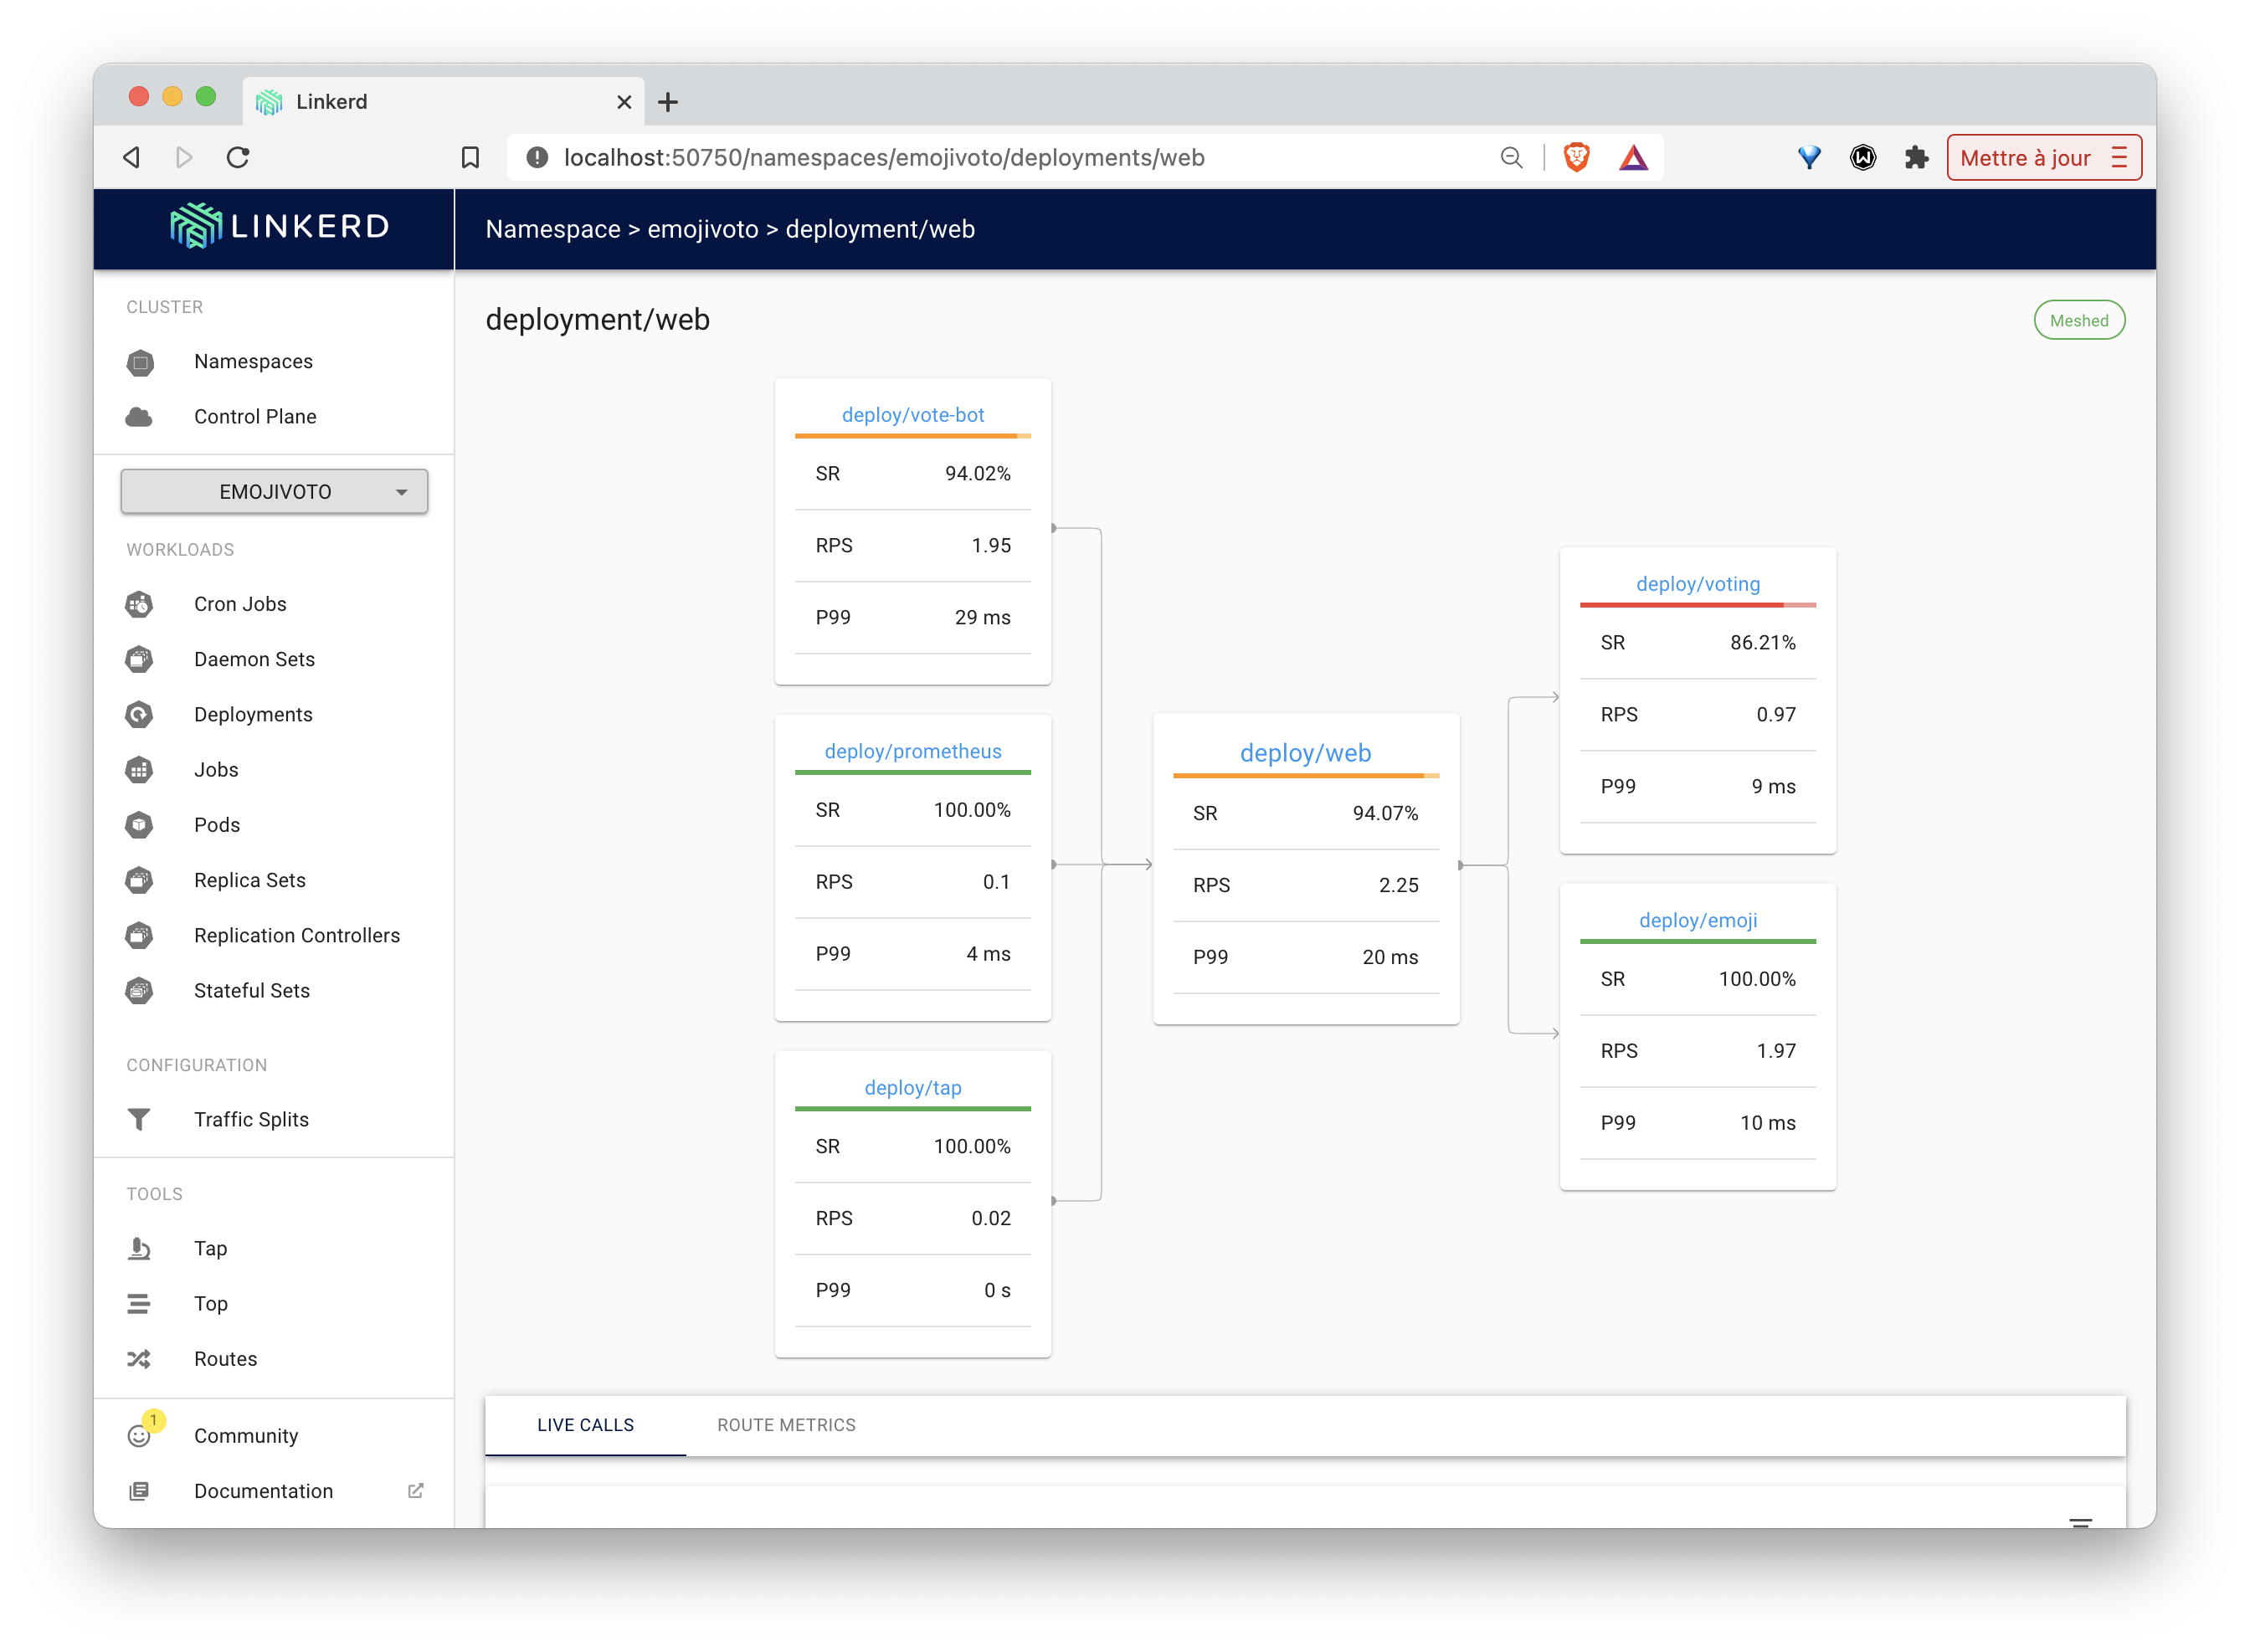 Linkerd
localhost:50750/namespaces/emojivoto/deployments/web
Mettre à jour
LINKERD
Namespace > emojivoto > deployment/web
CLUSTER
Namespaces
Control Plane
EMOJIVOTO
WORKLOADS
Cron Jobs
Daemon Sets
Deployments
Jobs
Pods
Replica Sets
Replication Controllers
Stateful Sets
CONFIGURATION
Traffic Splits
TOOLS
Tap
Top
Routes
1
Community
Documentation
deployment/web
Meshed
deploy/vote-bot
SR 94.02%
RPS 1.95
P99 29 ms
deploy/prometheus
SR 100.00%
RPS 0.1
P99 4 ms
deploy/tap
SR 100.00%
RPS 0.02
P99 0 s
deploy/web
SR 94.07%
RPS 2.25
P99 20 ms
deploy/voting
SR 86.21%
RPS 0.97
P99 9 ms
deploy/emoji
SR 100.00%
RPS 1.97
P99 10 ms
LIVE CALLS
ROUTE METRICS